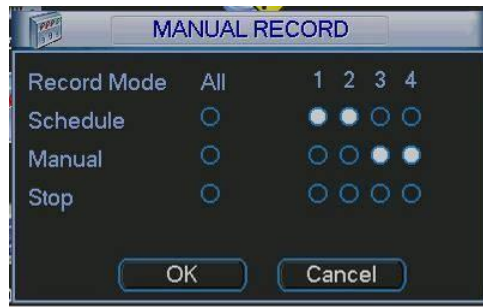 MANUAL RECORD
Record Mode All 1 2 3 4
Schedule
Manual
Stop
OK Cancel